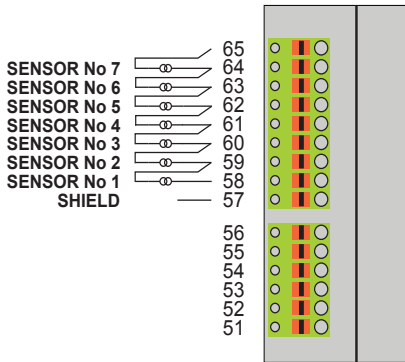 65
SENSOR No 7 64
SENSOR No 6 63
SENSOR No 5 62
SENSOR No 4 61
SENSOR No 3 60
SENSOR No 2 59
SENSOR No 1 58
SHIELD 57
56
55
54
53
52
51